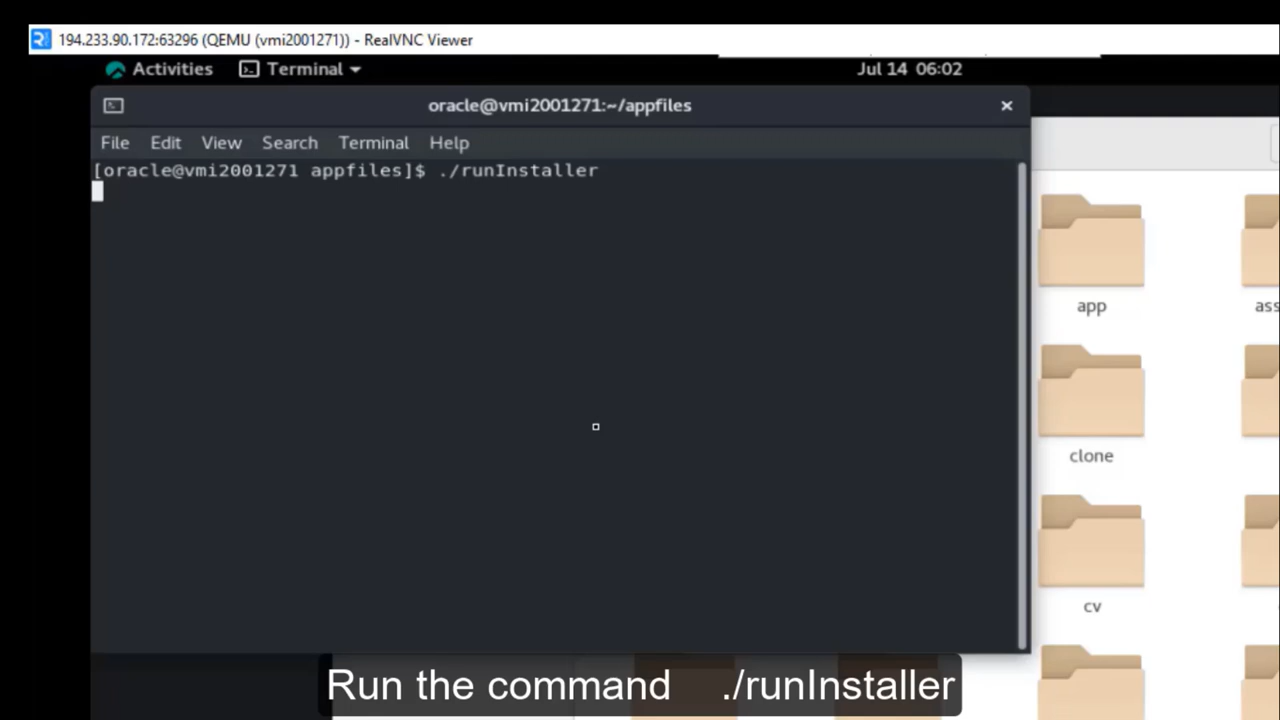 194.233.90.172:63296 (QEMU (vmi2001271)) - RealVNC Viewer
Activities Terminal Jul 14 06:02
oracle@vmi2001271:~/appfiles
File Edit View Search Terminal Help
[oracle@vmi2001271 appfiles]$ ./runInstaller
app
ass
clone
cv
Run the command ./runInstaller